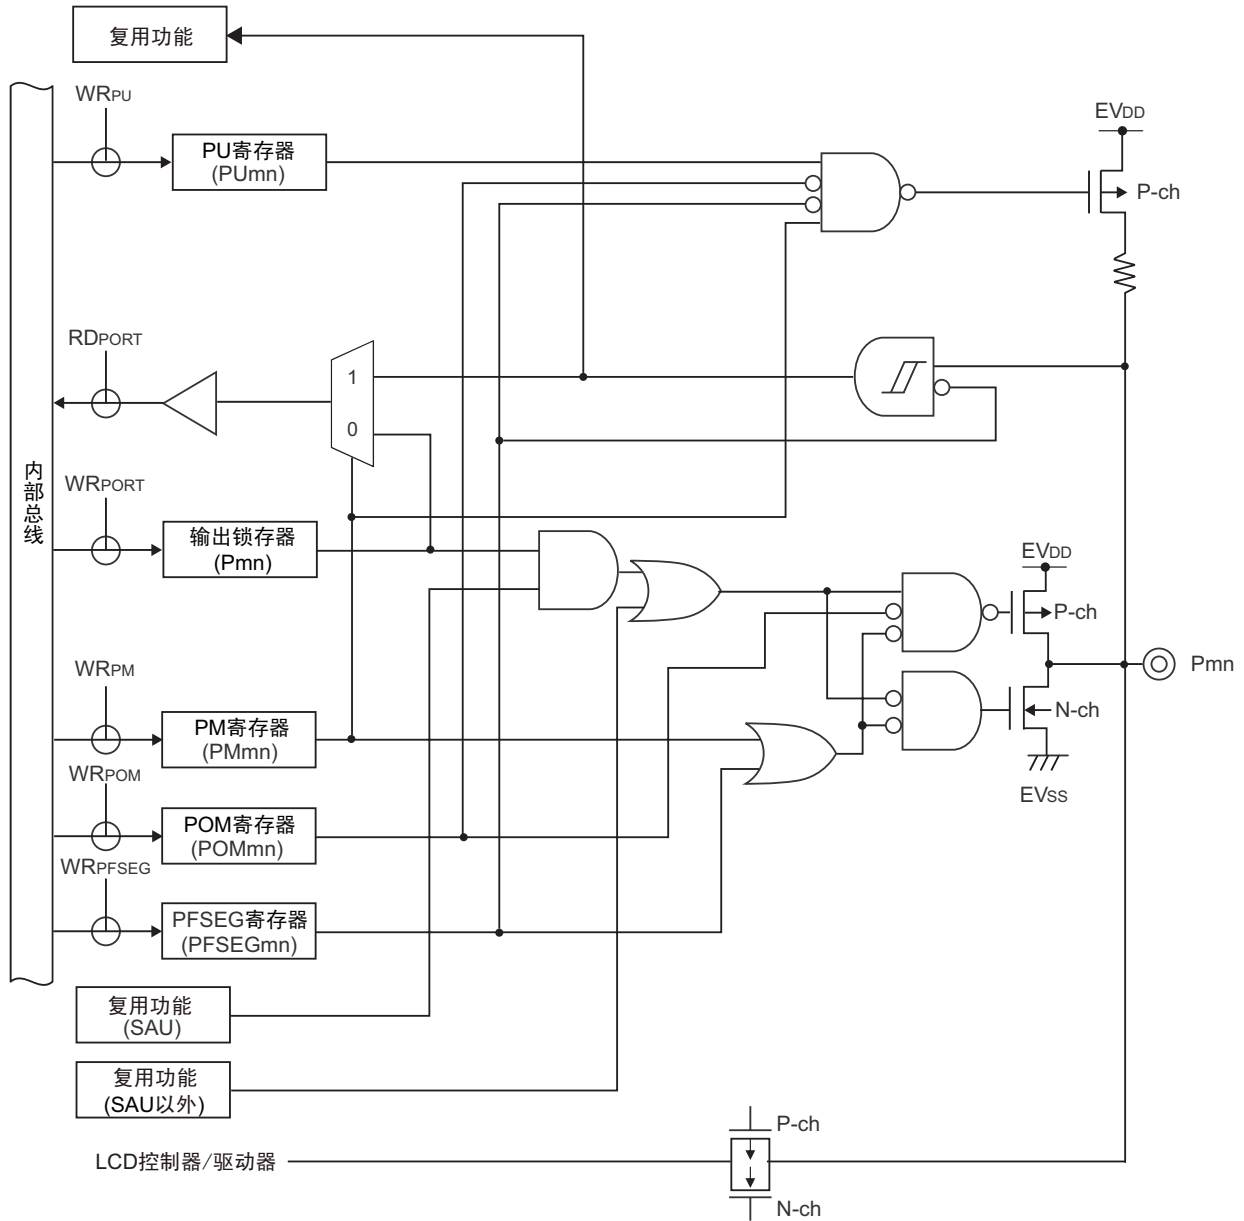 复用功能
WRPU
EVDD
PU寄存器
(PUmn)
P-ch
RDPORT
1
0
内部总线
WRPORT
输出锁存器
(Pmn)
EVDD
P-ch
Pmn
WRPM
PM寄存器
(PMmn)
N-ch
WRPOM
EVSS
POM寄存器
(POMmn)
WRPFSEG
PFSEG寄存器
(PFSEGmn)
复用功能
(SAU)
复用功能
(SAU以外)
P-ch
LCD控制器/驱动器
N-ch